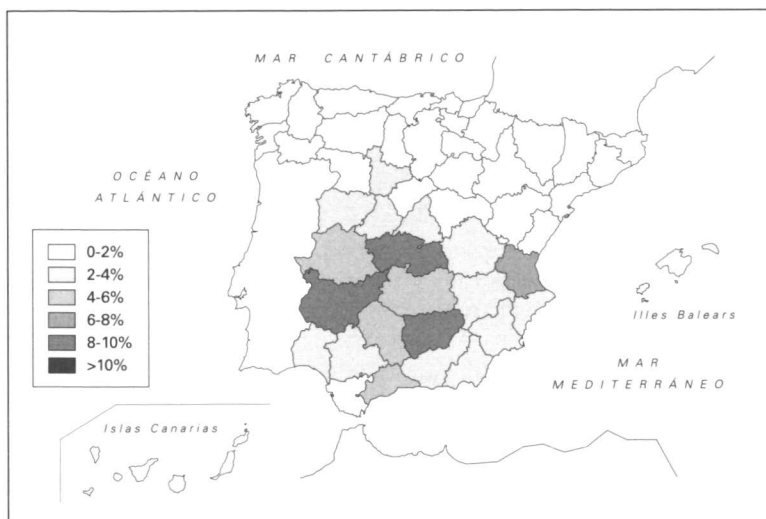 MAR CANTÁBRICO
OCÉANO
ATLÁNTICO
0-2%
2-4%
4-6%
6-8%
8-10%
>10%
Illes Balears
MAR
MEDITERRÁNEO
Islas Canarias